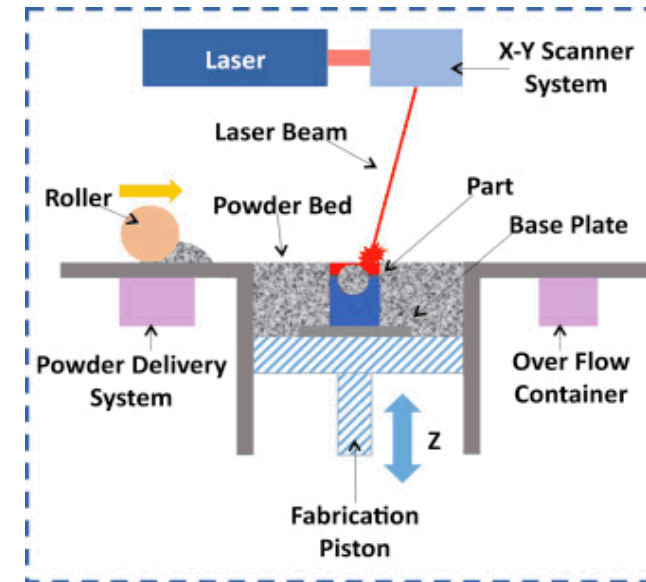 Laser
X-Y Scanner
System
Laser Beam
Roller
Powder Bed
Part
Base Plate
Powder Delivery
System
Over Flow
Container
Z
Fabrication
Piston